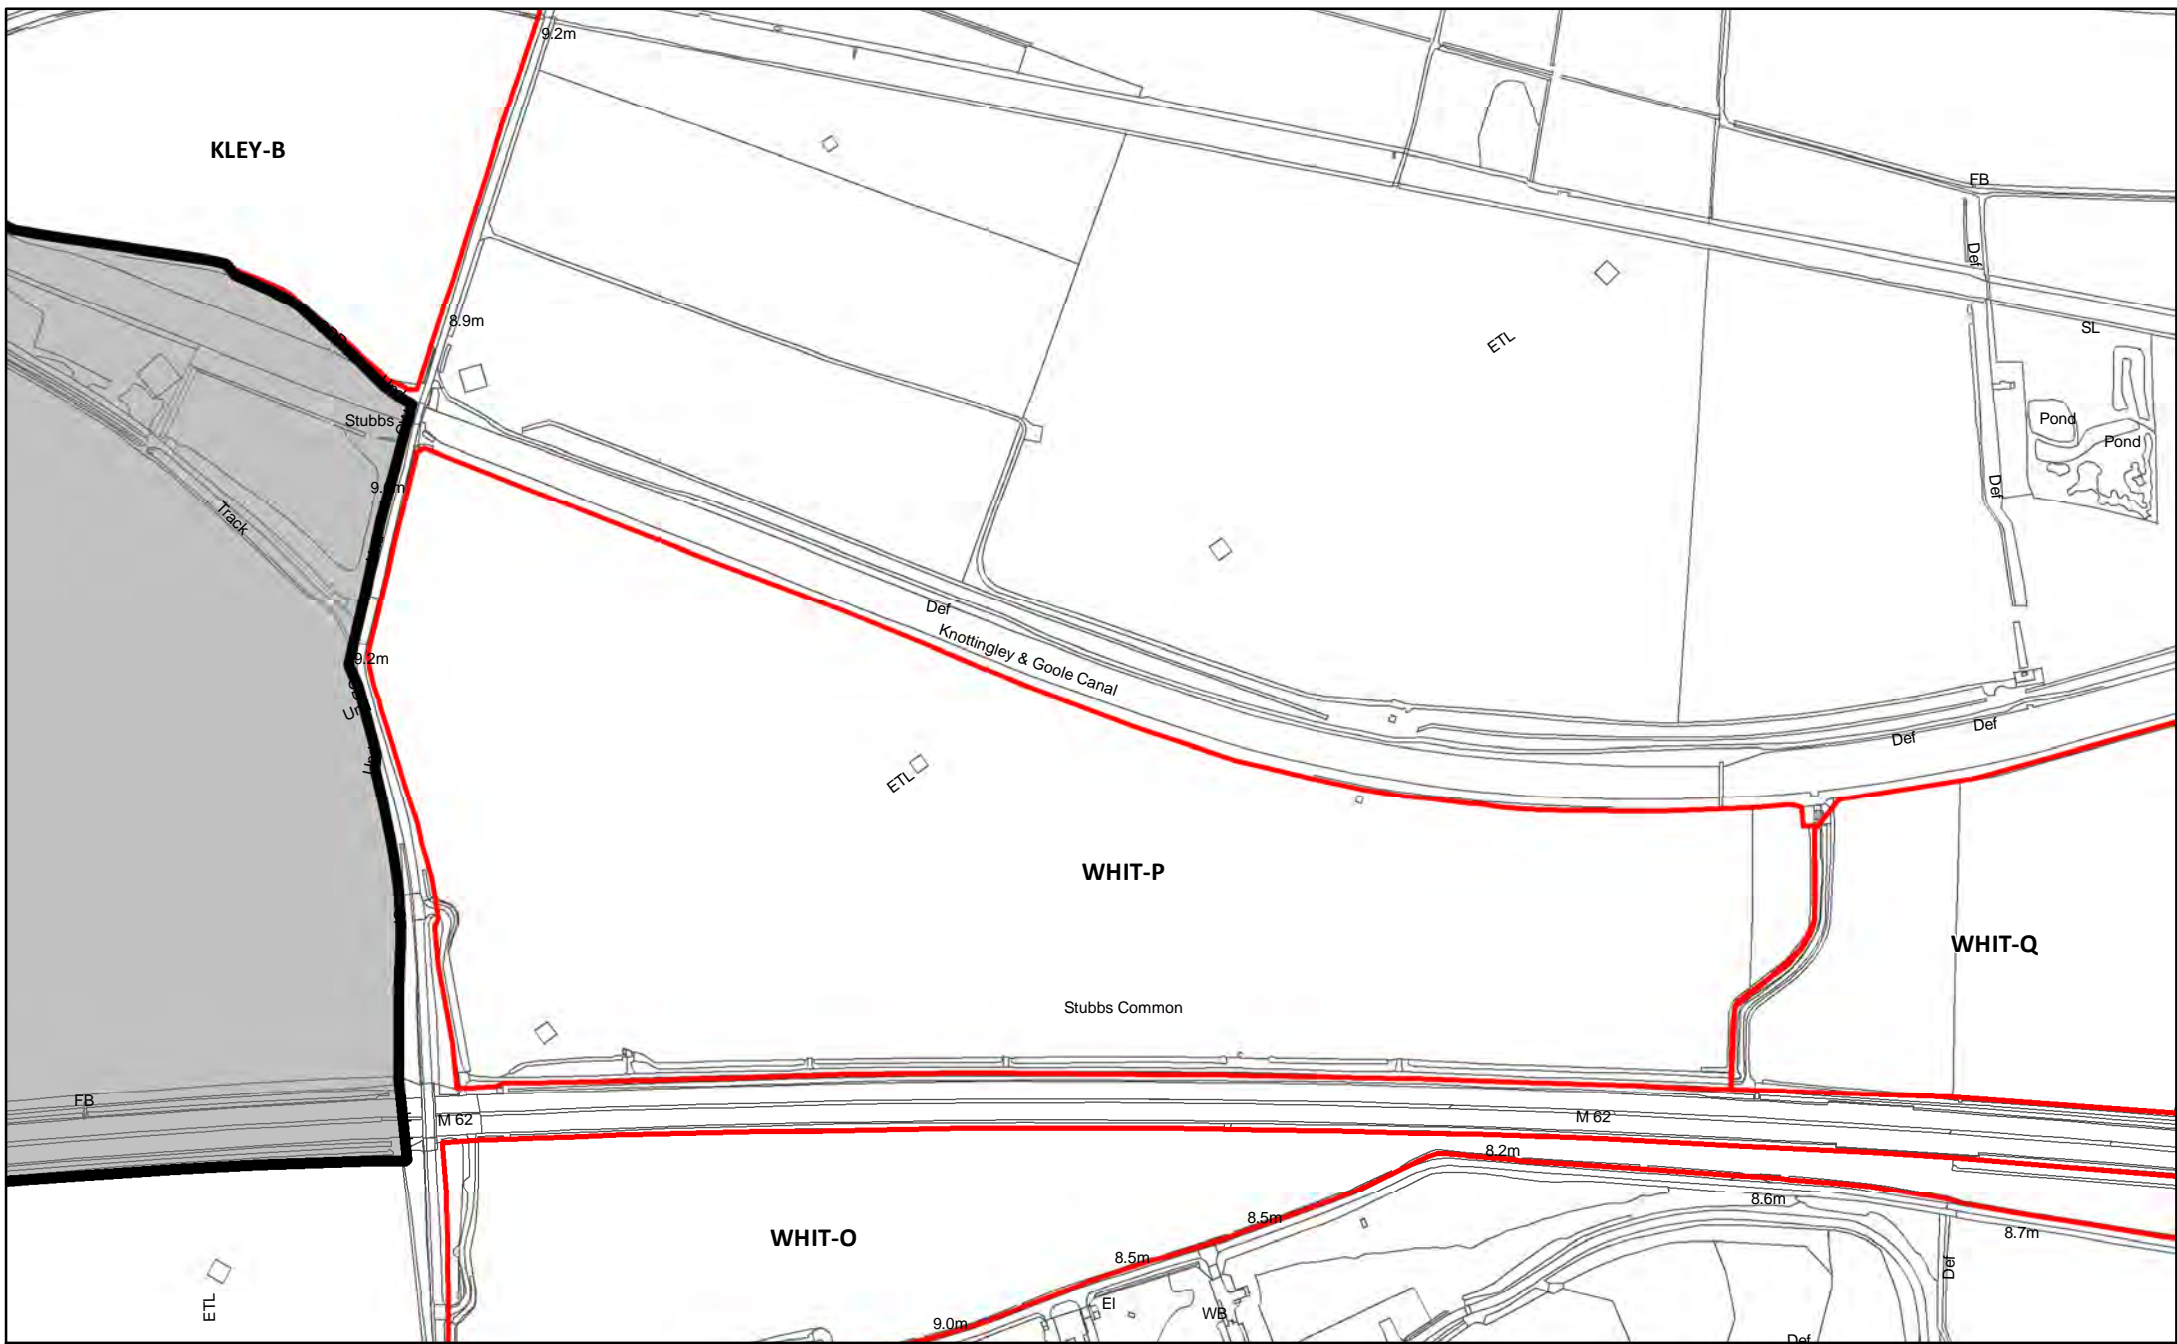 9.2m
KLEY-B
FB
Def
8.9m
SL
ETL
Stubbs
Pond
Pond
Def
Track
Def
Knottingley & Goole Canal
9.2m
Def
Def
ETL
WHIT-P
WHIT-Q
Stubbs Common
FB
M 62
M 62
8.2m
8.6m
8.5m
8.7m
WHIT-O
8.5m
Def
ETL
El
WB
9.0m
Def